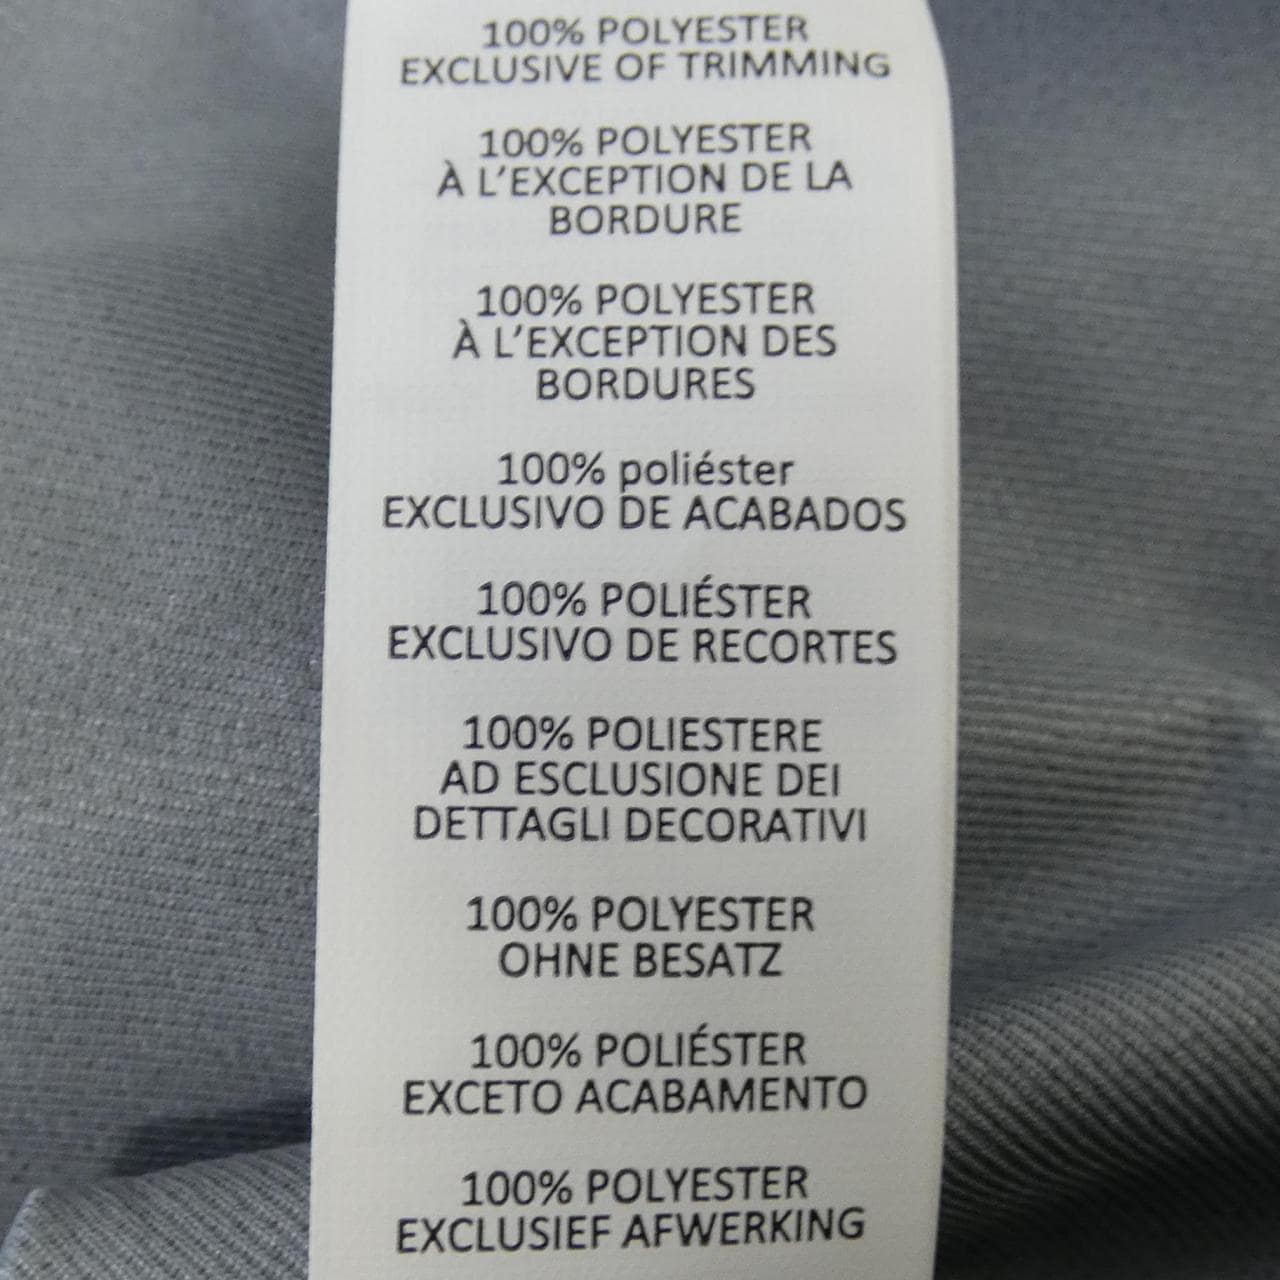 100% POLYESTER
EXCLUSIVE OF TRIMMING
100% POLYESTER
À L'EXCEPTION DE LA
BORDURE
100% POLYESTER
À L'EXCEPTION DES
BORDURES
100% poliéster
EXCLUSIVO DE ACABADOS
100% POLIÉSTER
EXCLUSIVO DE RECORTES
100% POLIESTERE
AD ESCLUSIONE DEI
DETTAGLI DECORATIVI
100% POLYESTER
OHNE BESATZ
100% POLIÉSTER
EXCETO ACABAMENTO
100% POLYESTER
EXCLUSIEF AFWERKING